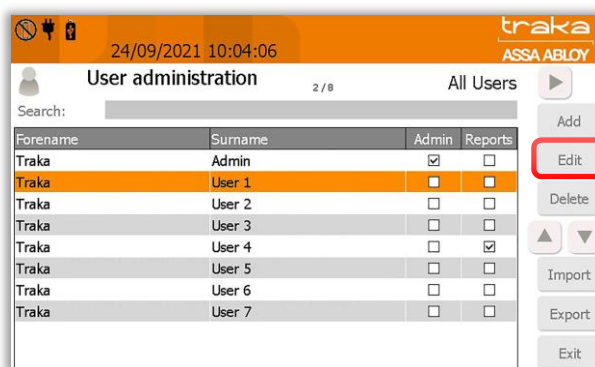 traka
24/09/2021 10:04:06
ASSA ABLOY
User administration 2/8 All Users
Search:
Forename Surname Admin Reports
Traka Admin
Traka User 1
Traka User 2
Traka User 3
Traka User 4
Traka User 5
Traka User 6
Traka User 7
Add
Edit
Delete
Import
Export
Exit